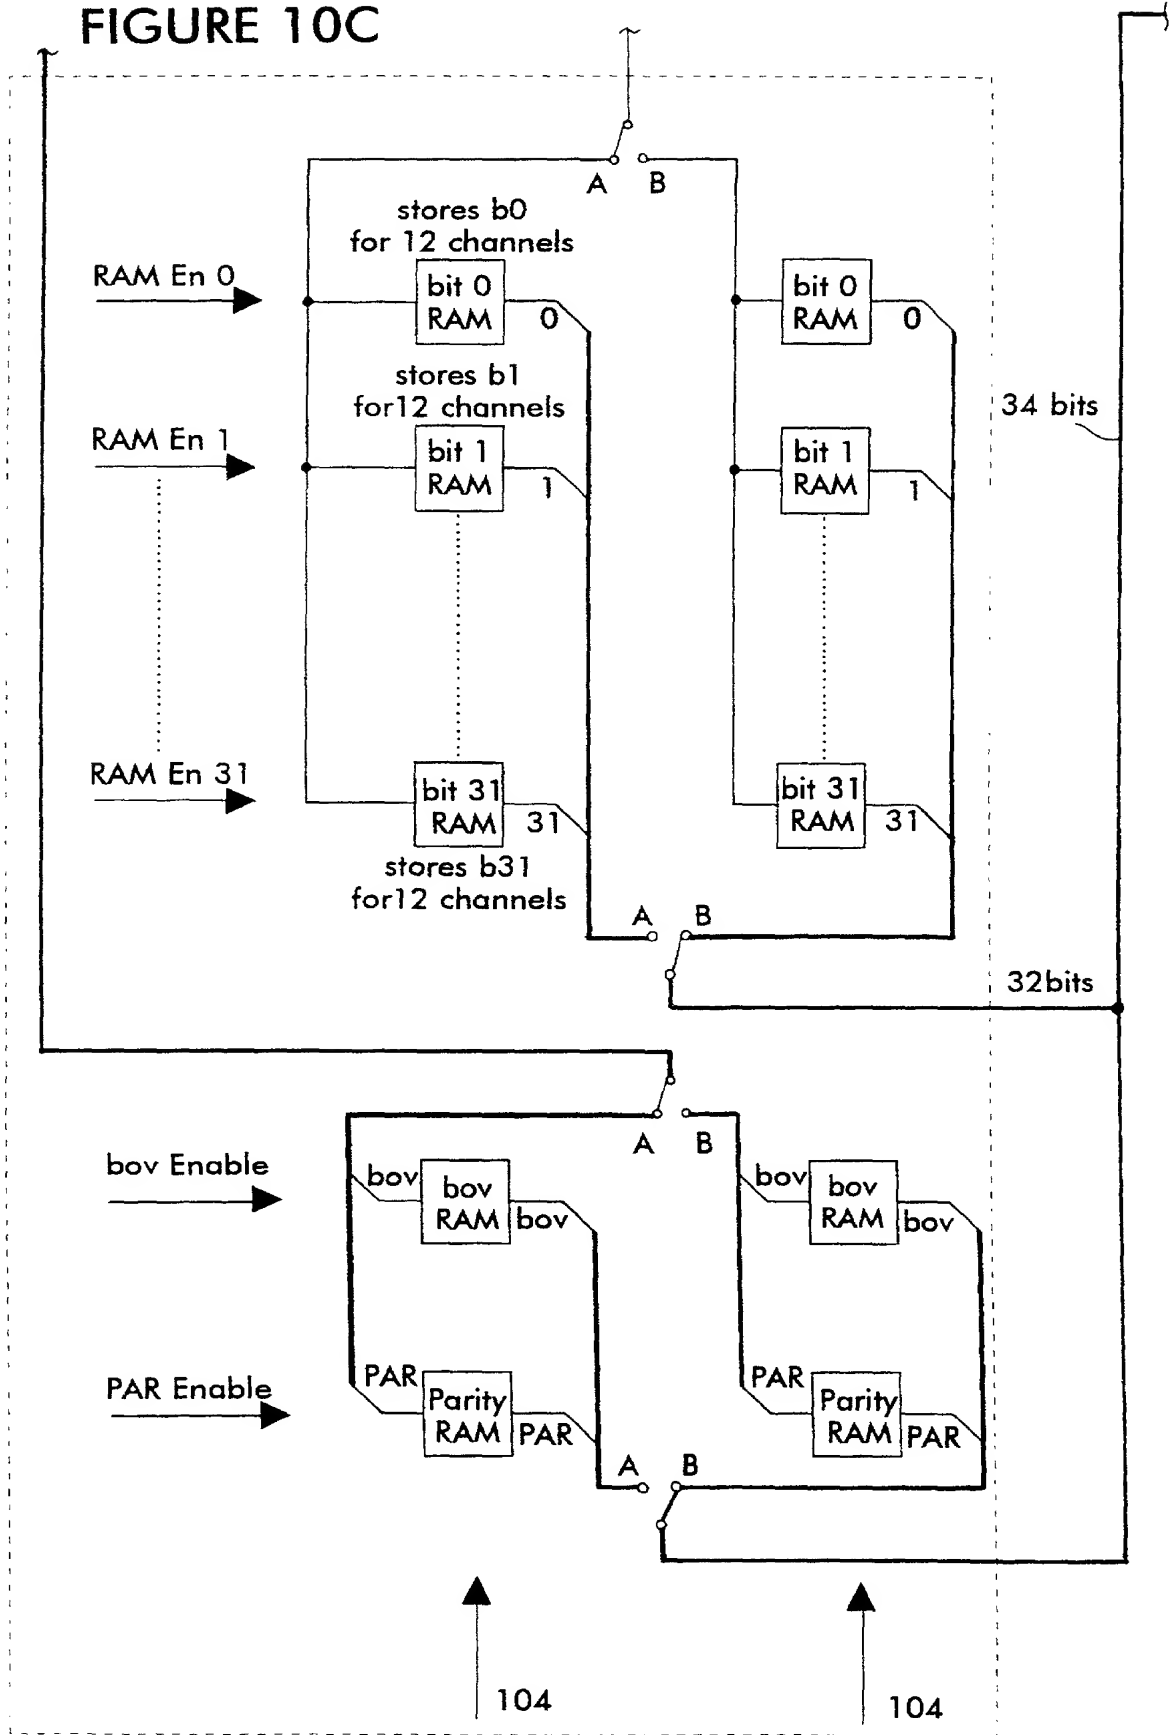 FIGURE 10C
A B
stores b0
for 12 channels
RAM En 0
bit 0
RAM
0
bit 0
RAM
0
stores b1
for12 channels
34 bits
RAM En 1
bit 1
RAM
1
bit 1
RAM
1
RAM En 31
bit 31
RAM
31
bit 31
RAM
31
stores b31
for12 channels
A B
32bits
A B
bov Enable
bov
bov
RAM
bov
bov
bov
RAM
bov
PAR Enable
PAR
Parity
RAM
PAR
PAR
Parity
RAM
PAR
A B
104
104